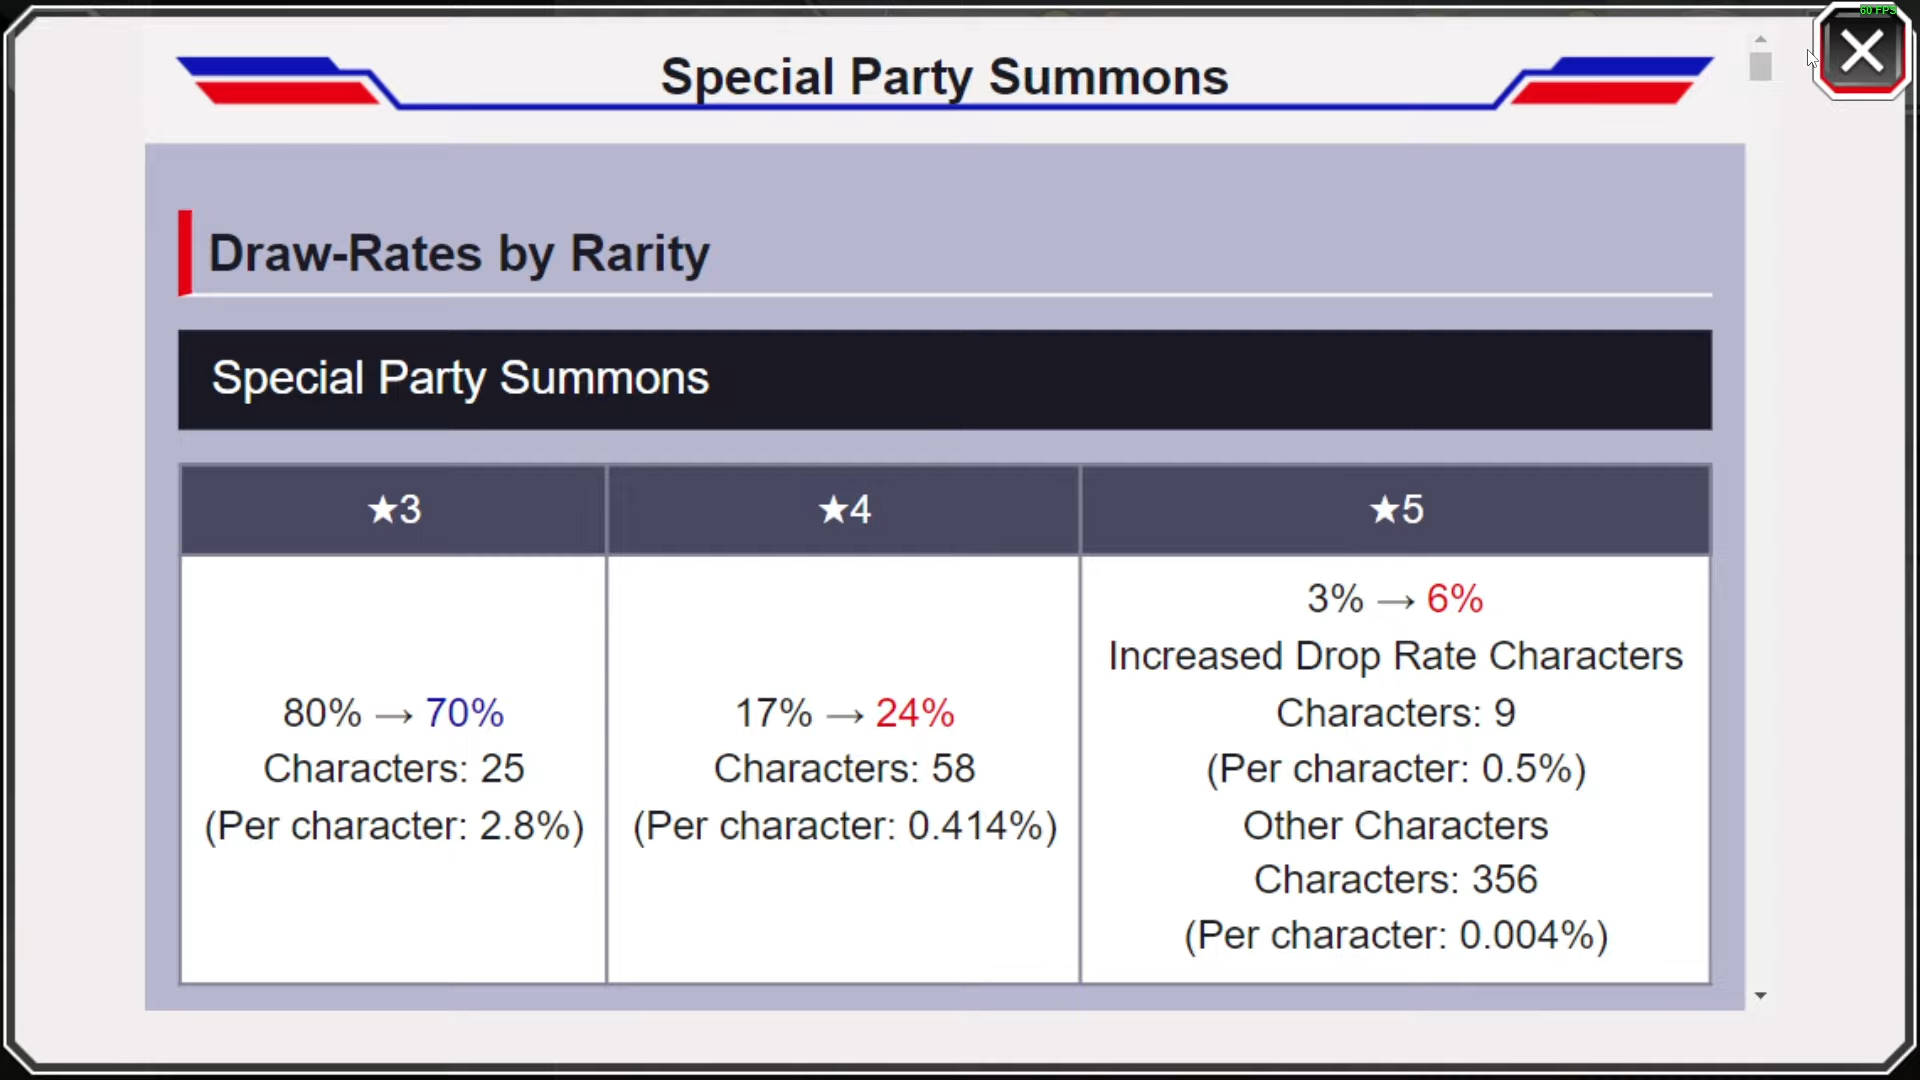 60 FPS
Special Party Summons
Draw-Rates by Rarity
Special Party Summons
★3
★4
★5
80% → 70%
Characters: 25
(Per character: 2.8%)
17% → 24%
Characters: 58
(Per character: 0.414%)
3% → 6%
Increased Drop Rate Characters
Characters: 9
(Per character: 0.5%)
Other Characters
Characters: 356
(Per character: 0.004%)